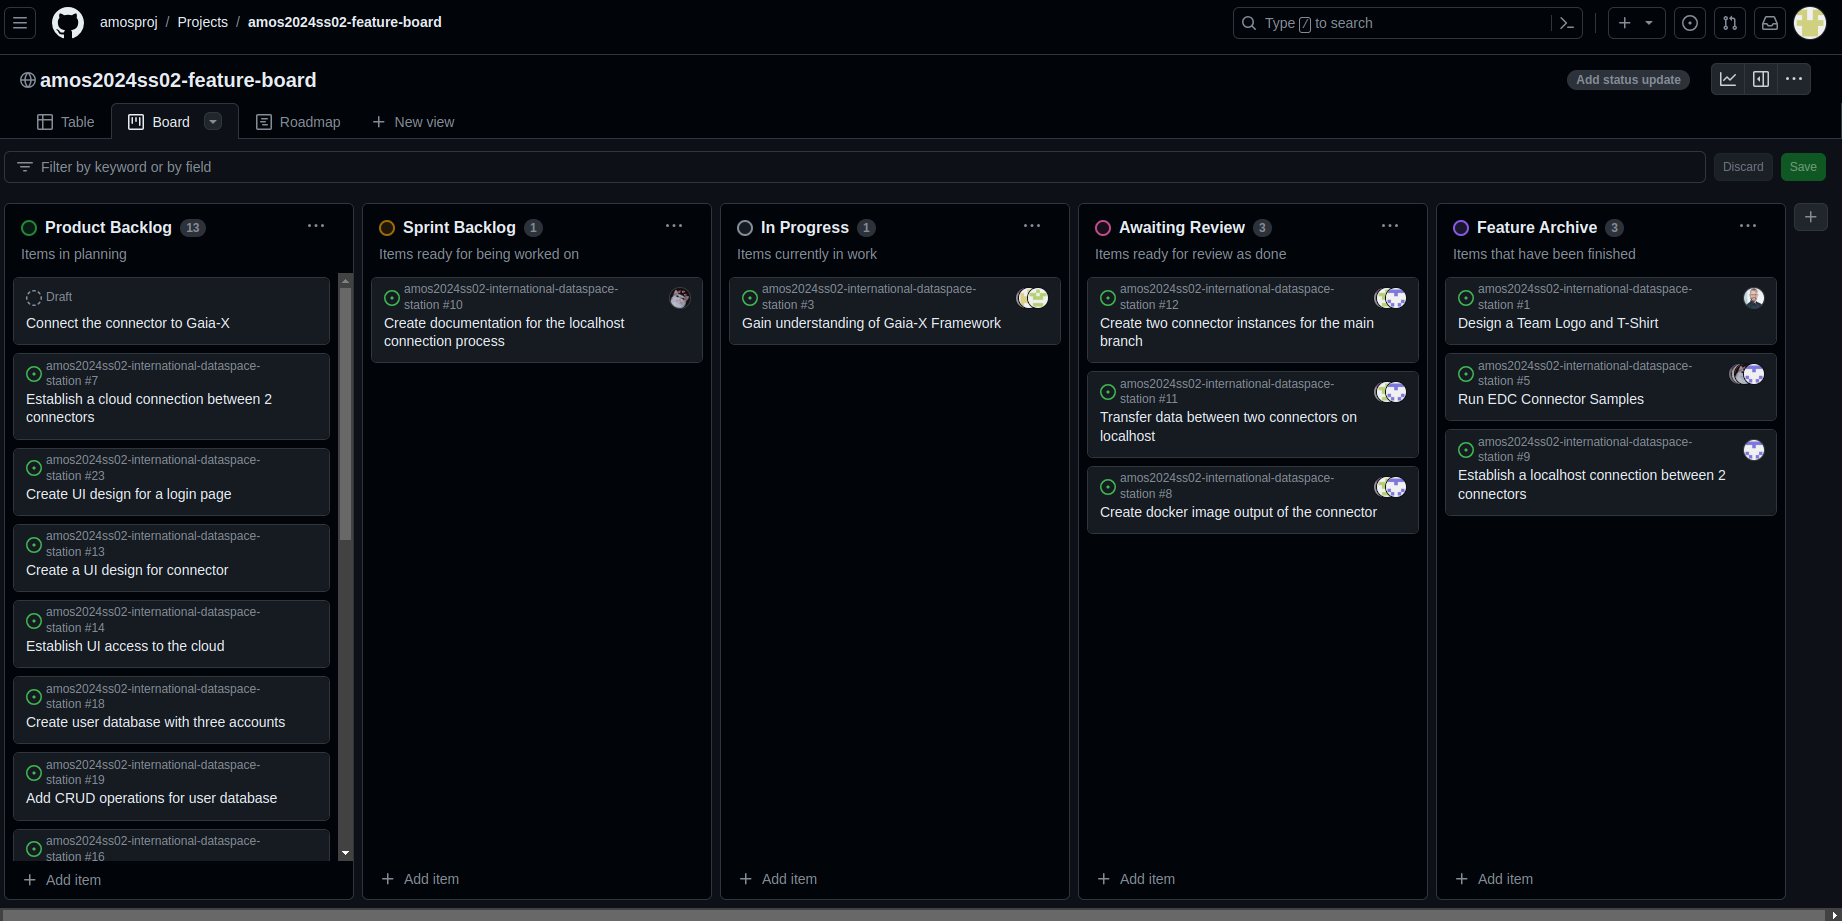 amosproj / Projects / amos2024ss02-feature-board
Type / to search
amos2024ss02-feature-board
Add status update
Table
Board
Roadmap
New view
Filter by keyword or by field
Discard
Save
Product Backlog 13
Items in planning
Draft
Connect the connector to Gaia-X
amos2024ss02-international-dataspace-
station #7
Establish a cloud connection between 2
connectors
amos2024ss02-international-dataspace-
station #23
Create UI design for a login page
amos2024ss02-international-dataspace-
station #13
Create a UI design for connector
amos2024ss02-international-dataspace-
station #14
Establish UI access to the cloud
amos2024ss02-international-dataspace-
station #18
Create user database with three accounts
amos2024ss02-international-dataspace-
station #19
Add CRUD operations for user database
amos2024ss02-international-dataspace-
station #16
Add item
Sprint Backlog 1
Items ready for being worked on
amos2024ss02-international-dataspace-
station #10
Create documentation for the localhost
connection process
Add item
In Progress 1
Items currently in work
amos2024ss02-international-dataspace-
station #3
Gain understanding of Gaia-X Framework
Add item
Awaiting Review 3
Items ready for review as done
amos2024ss02-international-dataspace-
station #12
Create two connector instances for the main
branch
amos2024ss02-international-dataspace-
station #11
Transfer data between two connectors on
localhost
amos2024ss02-international-dataspace-
station #8
Create docker image output of the connector
Add item
Feature Archive 3
Items that have been finished
amos2024ss02-international-dataspace-
station #1
Design a Team Logo and T-Shirt
amos2024ss02-international-dataspace-
station #5
Run EDC Connector Samples
amos2024ss02-international-dataspace-
station #9
Establish a localhost connection between 2
connectors
Add item